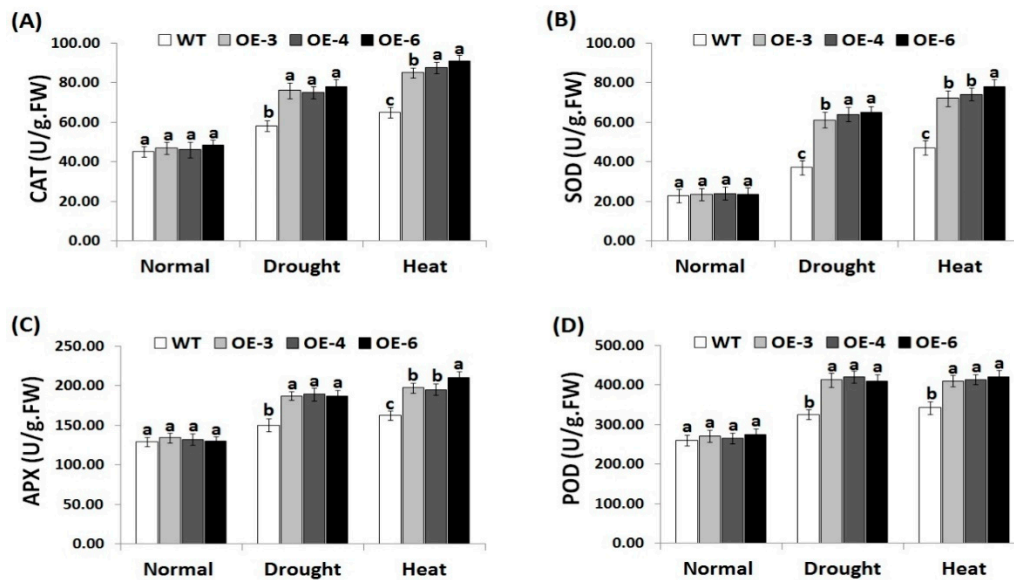 (A)
WT OE-3 OE-4 OE-6
CAT (U/g.FW)
100.00
80.00
60.00
40.00
20.00
0.00
a a a a
b a a a
c b a a
Normal Drought Heat
(B)
WT OE-3 OE-4 OE-6
SOD (U/g.FW)
100.00
80.00
60.00
40.00
20.00
0.00
a a a a
c b a a
c b b a
Normal Drought Heat
(C)
WT OE-3 OE-4 OE-6
APX (U/g.FW)
250.00
200.00
150.00
100.00
50.00
0.00
a a a a
b a a a
c b b a
Normal Drought Heat
(D)
WT OE-3 OE-4 OE-6
POD (U/g.FW)
500.00
400.00
300.00
200.00
100.00
0.00
a a a a
b a a a
b a a a
Normal Drought Heat